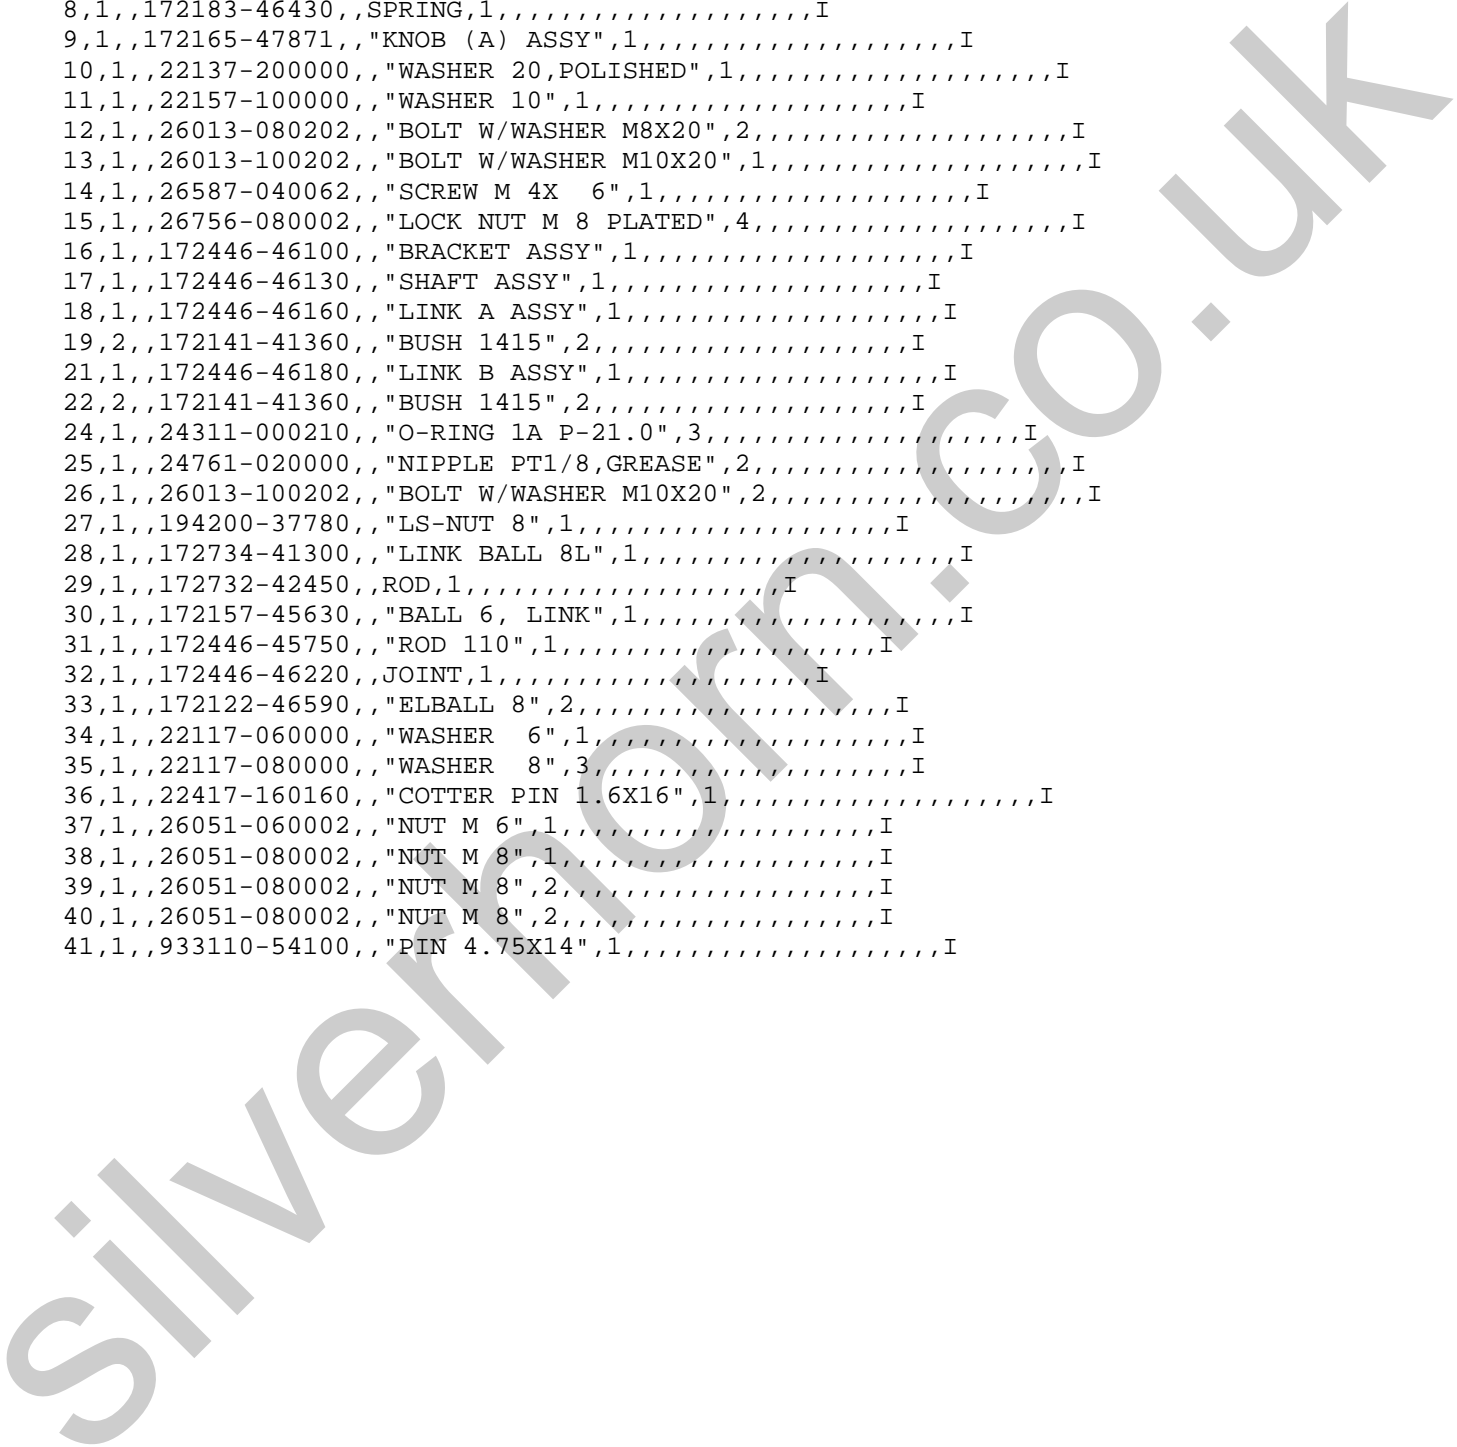 8,1,,172183-46430,,SPRING,1,,,,,,,,,,,,,,,,,,,,I
9,1,,172165-47871,,"KNOB (A) ASSY",1,,,,,,,,,,,,,,,,,,,,I
10,1,,22137-200000,,"WASHER 20,POLISHED",1,,,,,,,,,,,,,,,,,,,,I
11,1,,22157-100000,,"WASHER 10",1,,,,,,,,,,,,,,,,,,,,I
12,1,,26013-080202,,"BOLT W/WASHER M8X20",2,,,,,,,,,,,,,,,,,,,,I
13,1,,26013-100202,,"BOLT W/WASHER M10X20",1,,,,,,,,,,,,,,,,,,,,I
14,1,,26587-040062,,"SCREW M 4X  6",1,,,,,,,,,,,,,,,,,,,,I
15,1,,26756-080002,,"LOCK NUT M 8 PLATED",4,,,,,,,,,,,,,,,,,,,,I
16,1,,172446-46100,,"BRACKET ASSY",1,,,,,,,,,,,,,,,,,,,,I
17,1,,172446-46130,,"SHAFT ASSY",1,,,,,,,,,,,,,,,,,,,,I
18,1,,172446-46160,,"LINK A ASSY",1,,,,,,,,,,,,,,,,,,,,I
19,2,,172141-41360,,"BUSH 1415",2,,,,,,,,,,,,,,,,,,,,I
21,1,,172446-46180,,"LINK B ASSY",1,,,,,,,,,,,,,,,,,,,,I
22,2,,172141-41360,,"BUSH 1415",2,,,,,,,,,,,,,,,,,,,,I
24,1,,24311-000210,,"O-RING 1A P-21.0",3,,,,,,,,,,,,,,,,,,,,I
25,1,,24761-020000,,"NIPPLE PT1/8,GREASE",2,,,,,,,,,,,,,,,,,,,,I
26,1,,26013-100202,,"BOLT W/WASHER M10X20",2,,,,,,,,,,,,,,,,,,,,I
27,1,,194200-37780,,"LS-NUT 8",1,,,,,,,,,,,,,,,,,,,,I
28,1,,172734-41300,,"LINK BALL 8L",1,,,,,,,,,,,,,,,,,,,,I
29,1,,172732-42450,,ROD,1,,,,,,,,,,,,,,,,,,,,I
30,1,,172157-45630,,"BALL 6, LINK",1,,,,,,,,,,,,,,,,,,,,I
31,1,,172446-45750,,"ROD 110",1,,,,,,,,,,,,,,,,,,,,I
32,1,,172446-46220,,JOINT,1,,,,,,,,,,,,,,,,,,,,I
33,1,,172122-46590,,"ELBALL 8",2,,,,,,,,,,,,,,,,,,,,I
34,1,,22117-060000,,"WASHER  6",1,,,,,,,,,,,,,,,,,,,,I
35,1,,22117-080000,,"WASHER  8",3,,,,,,,,,,,,,,,,,,,,I
36,1,,22417-160160,,"COTTER PIN 1.6X16",1,,,,,,,,,,,,,,,,,,,,I
37,1,,26051-060002,,"NUT M 6",1,,,,,,,,,,,,,,,,,,,,I
38,1,,26051-080002,,"NUT M 8",1,,,,,,,,,,,,,,,,,,,,I
39,1,,26051-080002,,"NUT M 8",2,,,,,,,,,,,,,,,,,,,,I
40,1,,26051-080002,,"NUT M 8",2,,,,,,,,,,,,,,,,,,,,I
41,1,,933110-54100,,"PIN 4.75X14",1,,,,,,,,,,,,,,,,,,,,I
silverhorn.co.uk